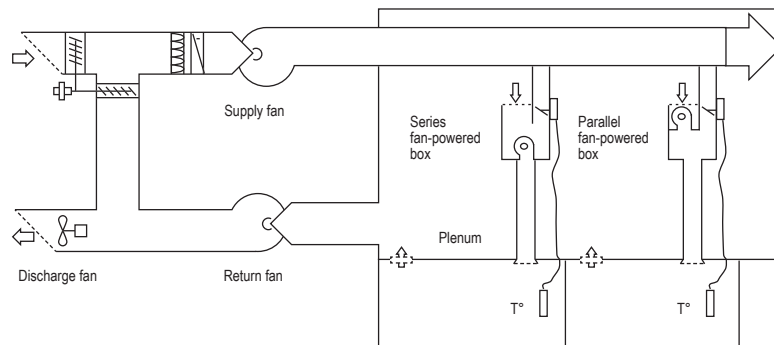 Supply fan
Series
fan-powered
box
Parallel
fan-powered
box
Plenum
Discharge fan
Return fan
T°
T°